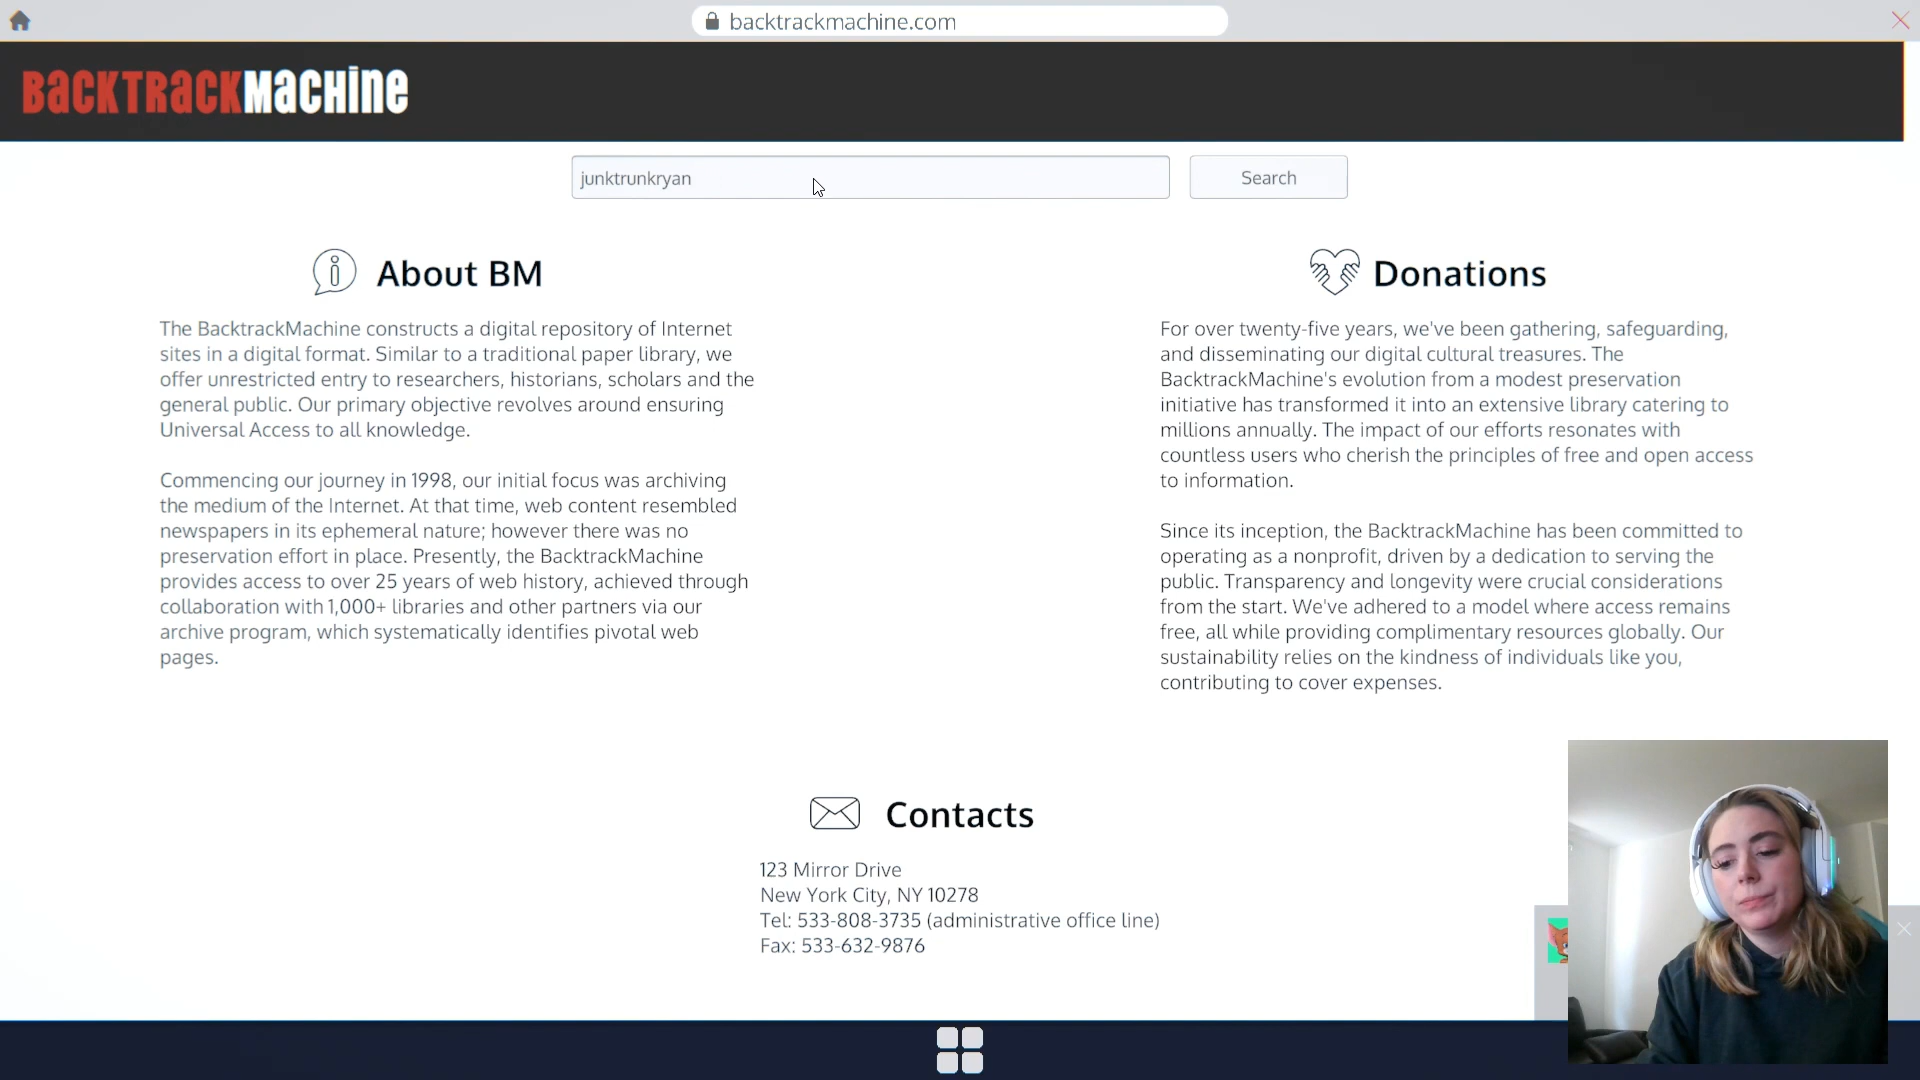 backtrackmachine.com
BACKTRACKMACHINE
junktrunkryan
Search
About BM
The BacktrackMachine constructs a digital repository of Internet
sites in a digital format. Similar to a traditional paper library, we
offer unrestricted entry to researchers, historians, scholars and the
general public. Our primary objective revolves around ensuring
Universal Access to all knowledge.
Commencing our journey in 1998, our initial focus was archiving
the medium of the Internet. At that time, web content resembled
newspapers in its ephemeral nature; however there was no
preservation effort in place. Presently, the BacktrackMachine
provides access to over 25 years of web history, achieved through
collaboration with 1,000+ libraries and other partners via our
archive program, which systematically identifies pivotal web
pages.
Donations
For over twenty-five years, we've been gathering, safeguarding,
and disseminating our digital cultural treasures. The
BacktrackMachine's evolution from a modest preservation
initiative has transformed it into an extensive library catering to
millions annually. The impact of our efforts resonates with
countless users who cherish the principles of free and open access
to information.
Since its inception, the BacktrackMachine has been committed to
operating as a nonprofit, driven by a dedication to serving the
public. Transparency and longevity were crucial considerations
from the start. We've adhered to a model where access remains
free, all while providing complimentary resources globally. Our
sustainability relies on the kindness of individuals like you,
contributing to cover expenses.
Contacts
123 Mirror Drive
New York City, NY 10278
Tel: 533-808-3735 (administrative office line)
Fax: 533-632-9876